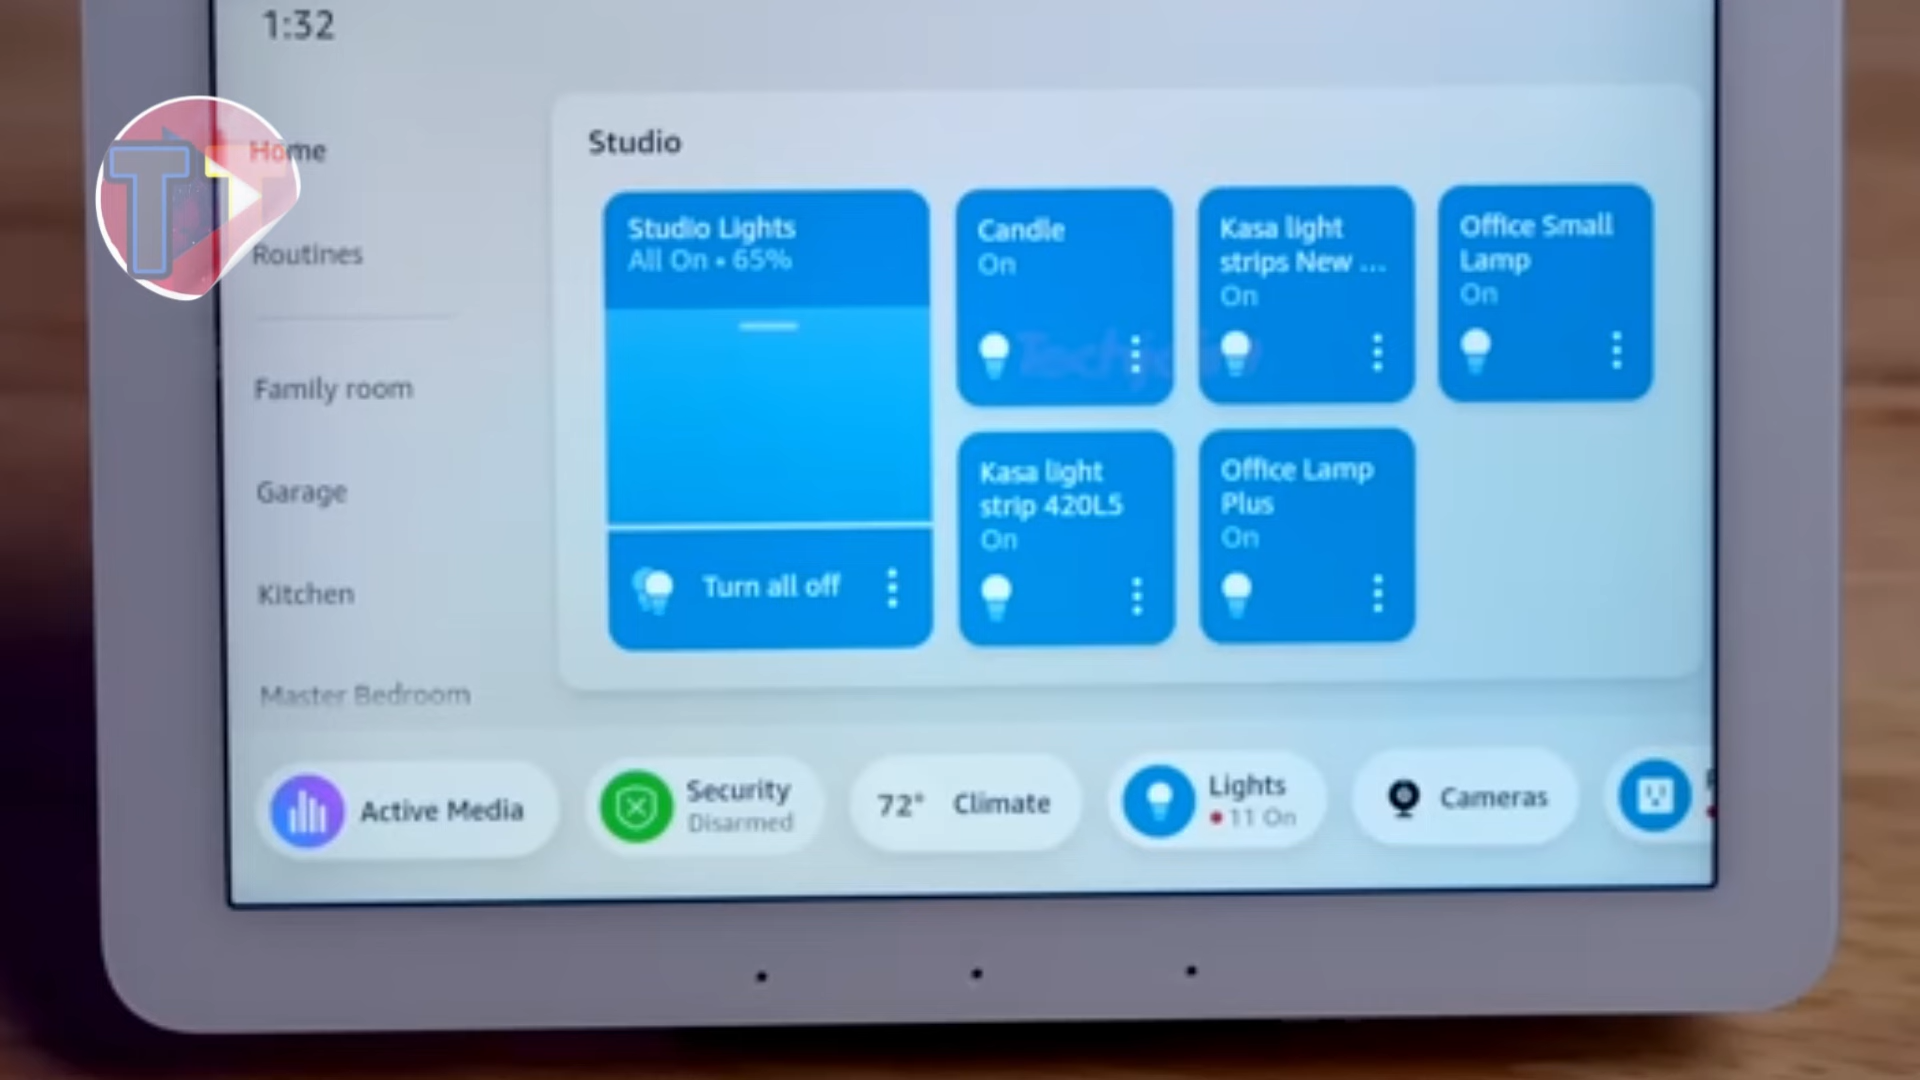 1:32
Home
Routines
Family room
Garage
Kitchen
Master Bedroom
Studio
Studio Lights
All On • 65%
Turn all off
Candle
On
Kasa light
strips New ...
On
Office Small
Lamp
On
Kasa light
strip 420L5
On
Office Lamp
Plus
On
Active Media
Security
Disarmed
72° Climate
Lights
• 11 On
Cameras
TT